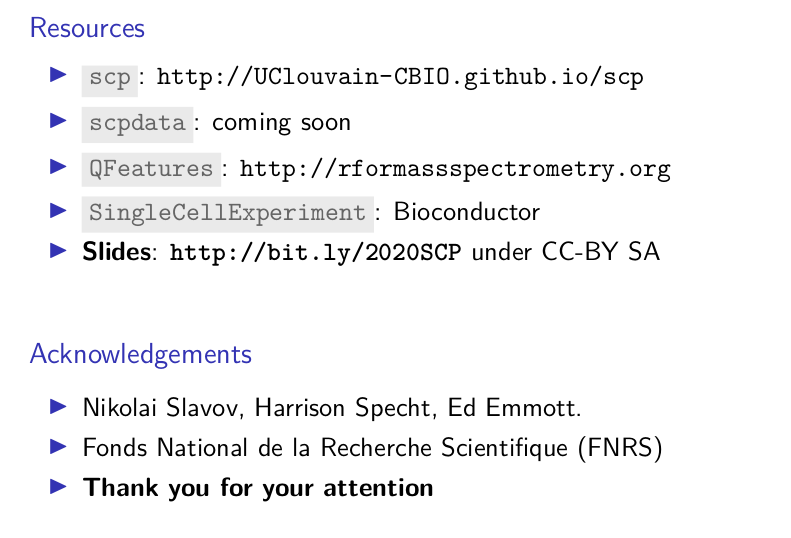 Resources
▶ scp : http://UClouvain-CBIO.github.io/scp
▶ scpdata : coming soon
▶ QFeatures : http://rformassspectrometry.org
▶ SingleCellExperiment : Bioconductor
▶ Slides: http://bit.ly/2020SCP under CC-BY SA
Acknowledgements
▶ Nikolai Slavov, Harrison Specht, Ed Emmott.
▶ Fonds National de la Recherche Scientifique (FNRS)
▶ Thank you for your attention